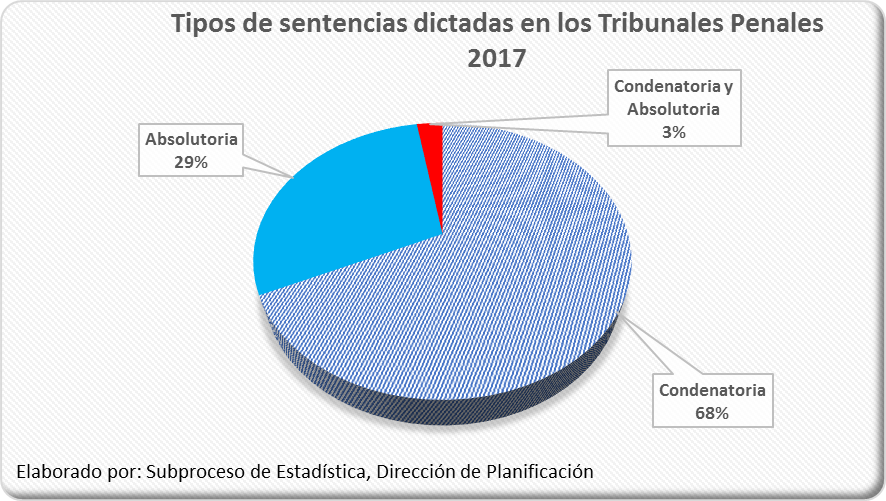 Tipos de sentencias dictadas en los Tribunales Penales
2017
Condenatoria y
Absolutoria
3%
Absolutoria
29%
Condenatoria
68%
Elaborado por: Subproceso de Estadística, Dirección de Planificación